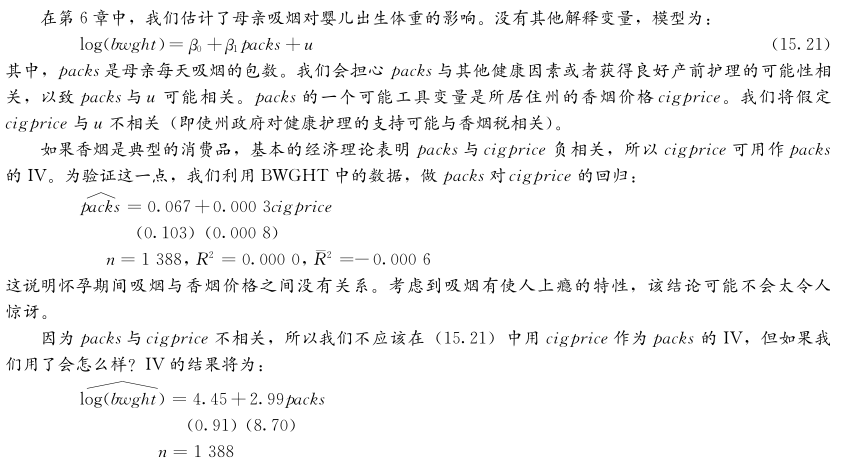 在第 6 章中，我们估计了母亲吸烟对婴儿出生体重的影响。没有其他解释变量，模型为：
log(bwght) = β₀ + β₁packs + u (15.21)
其中，packs 是母亲每天吸烟的包数。我们会担心 packs 与其他健康因素或者获得良好产前护理的可能性相
关，以致 packs 与 u 可能相关。packs 的一个可能工具变量是所居住州的香烟价格 cigprice。我们将假定
cigprice 与 u 不相关（即使州政府对健康护理的支持可能与香烟税相关）。
如果香烟是典型的消费品，基本的经济理论表明 packs 与 cigprice 负相关，所以 cigprice 可用作 packs
的 IV。为验证这一点，我们利用 BWGHT 中的数据，做 packs 对 cigprice 的回归：
p̂acks = 0.067 + 0.000 3cigprice
(0.103) (0.000 8)
n = 1 388, R² = 0.000 0, R̄² = −0.000 6
这说明怀孕期间吸烟与香烟价格之间没有关系。考虑到吸烟有使人上瘾的特性，该结论可能不会太令人
惊讶。
因为 packs 与 cigprice 不相关，所以我们不应该在（15.21）中用 cigprice 作为 packs 的 IV，但如果我
们用了会怎么样？IV 的结果将为：
log(bwght)^ = 4.45 + 2.99packs
(0.91) (8.70)
n = 1 388